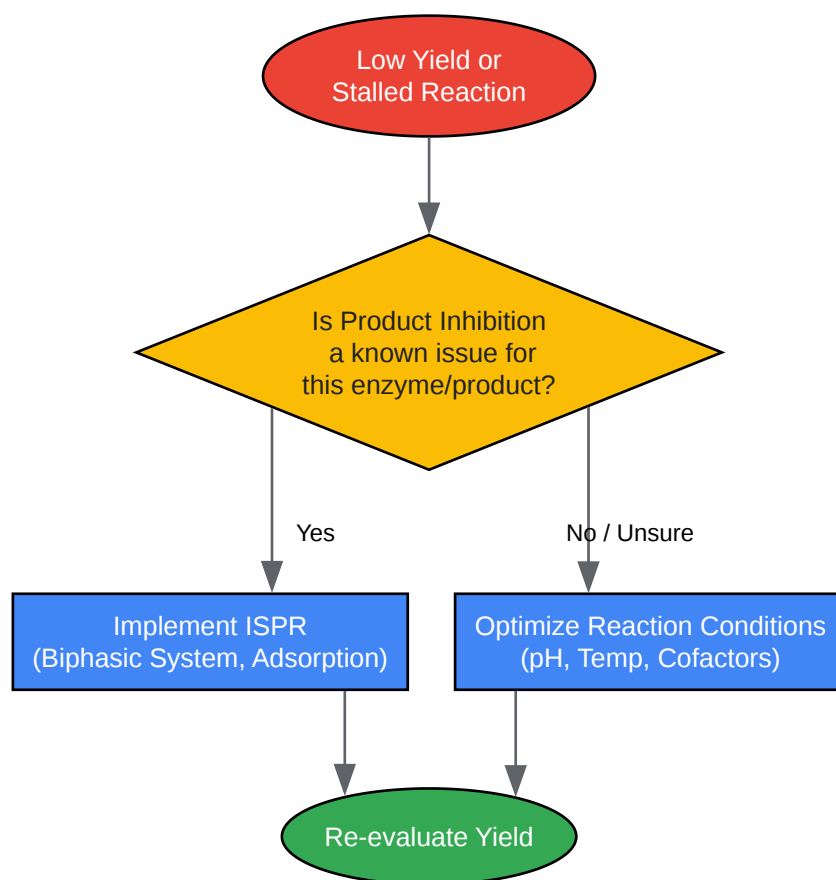 Low Yield or
Stalled Reaction
Is Product Inhibition
a known issue for
this enzyme/product?
Yes
No / Unsure
Implement ISPR
(Biphasic System, Adsorption)
Optimize Reaction Conditions
(pH, Temp, Cofactors)
Re-evaluate Yield